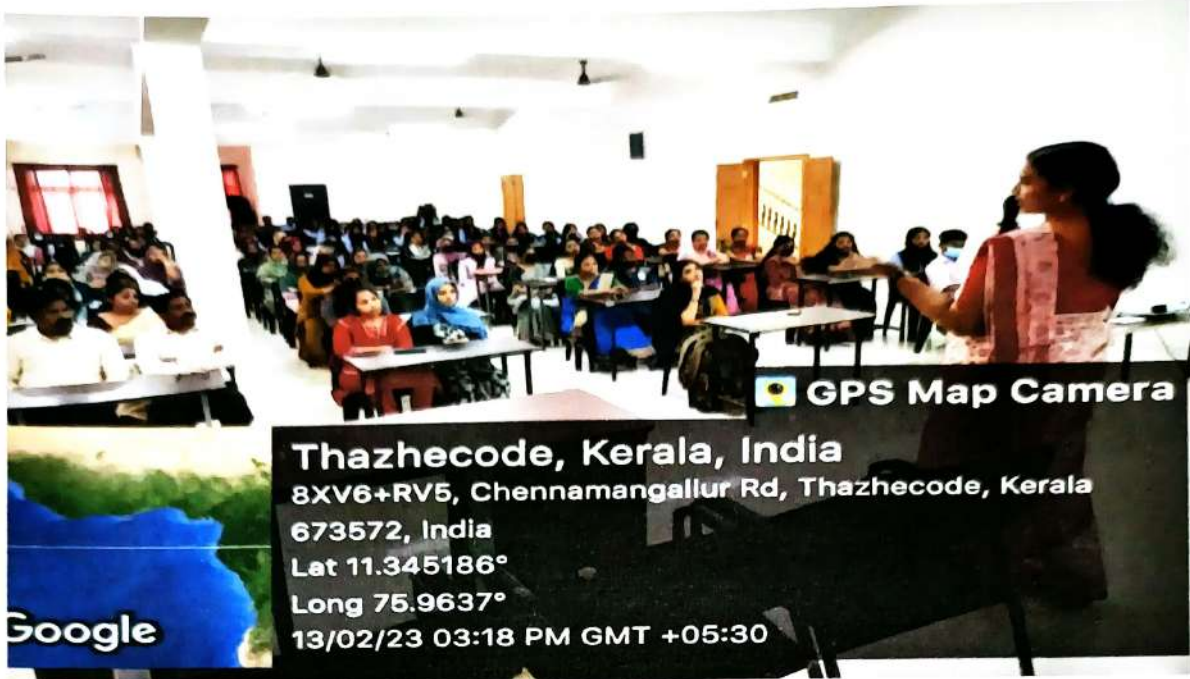 GPS Map Camera
Thazhecode, Kerala, India
8XV6+RV5, Chennamangallur Rd, Thazhecode, Kerala
673572, India
Lat 11.345186°
Long 75.9637°
13/02/23 03:18 PM GMT +05:30
Google